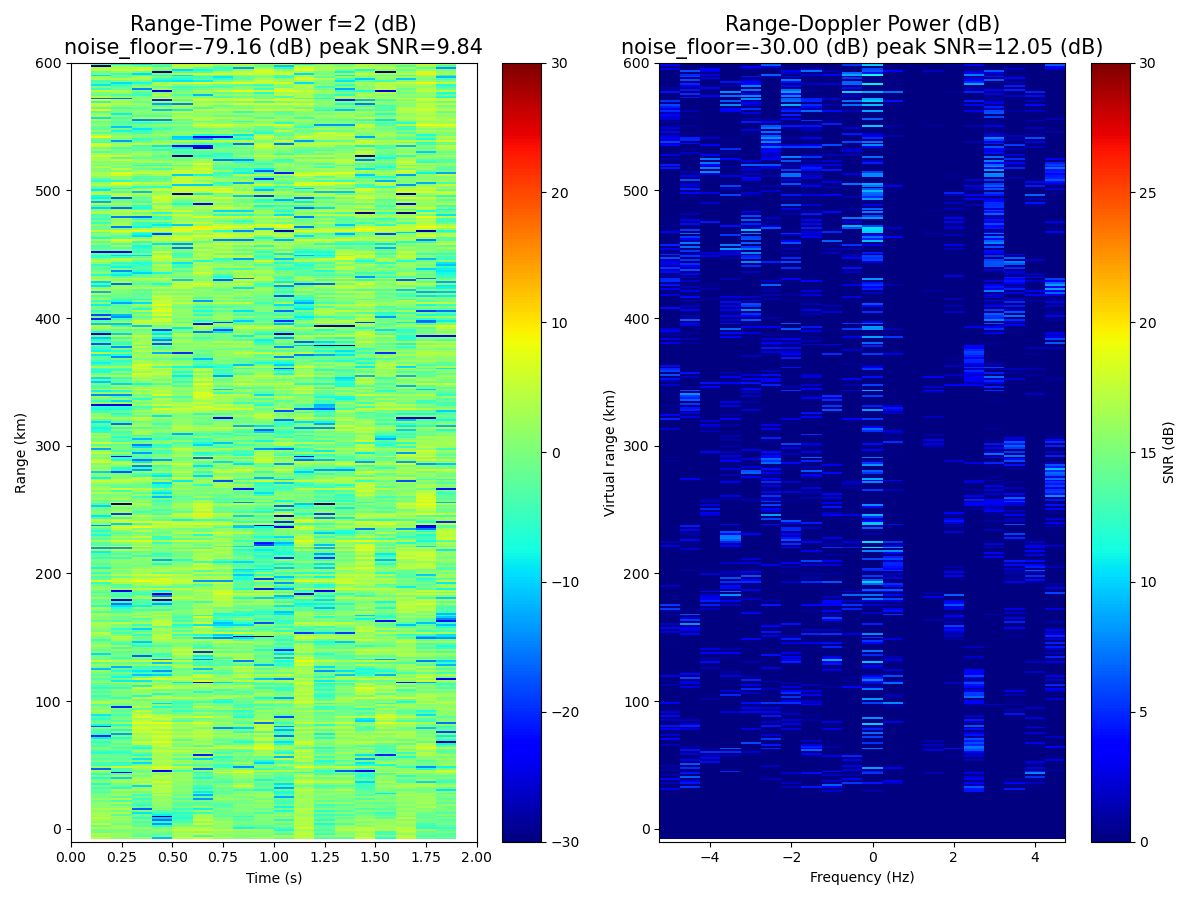 Range-Time Power f=2 (dB)
noise_floor=-79.16 (dB) peak SNR=9.84
Range-Doppler Power (dB)
noise_floor=-30.00 (dB) peak SNR=12.05 (dB)
600
500
400
300
200
100
0
Range (km)
0.00 0.25 0.50 0.75 1.00 1.25 1.50 1.75 2.00
Time (s)
30
20
10
0
−10
−20
−30
600
500
400
300
200
100
0
Virtual range (km)
−4 −2 0 2 4
Frequency (Hz)
30
25
20
15
10
5
0
SNR (dB)